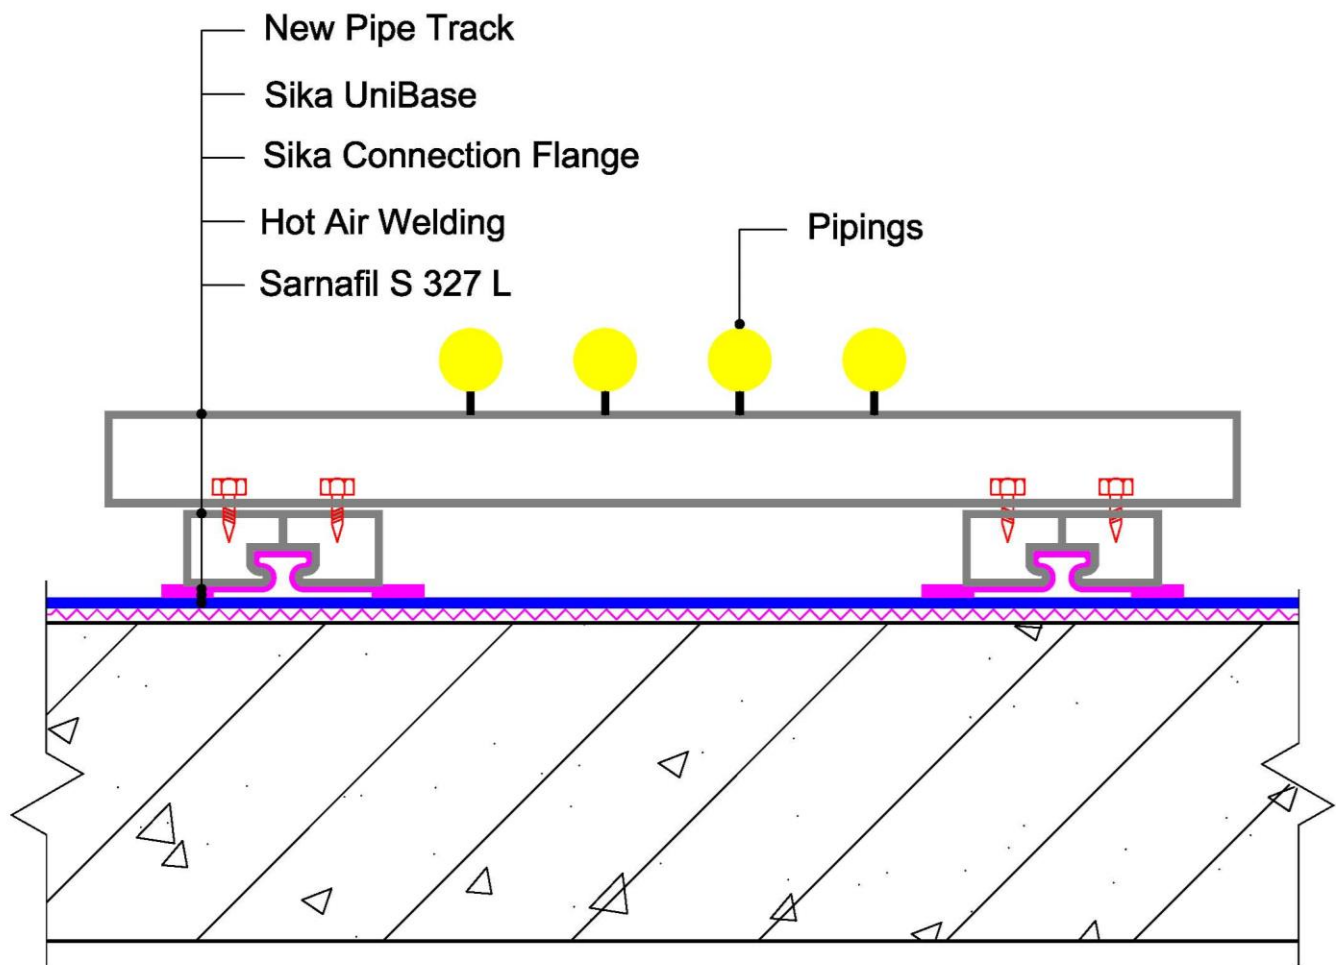 New Pipe Track
Sika UniBase
Sika Connection Flange
Hot Air Welding
Pipings
Sarnafil S 327 L